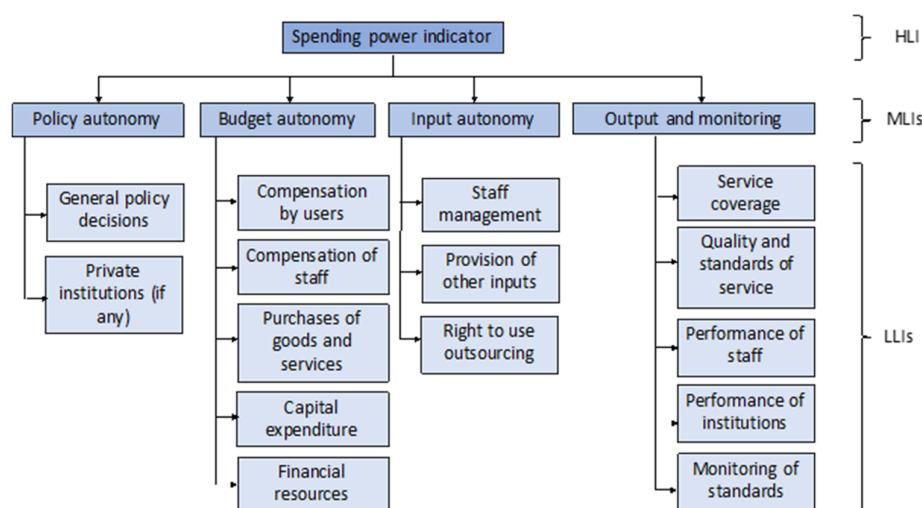 Spending power indicator
HLI
Policy autonomy
Budget autonomy
Input autonomy
Output and monitoring
MLIs
General policy
decisions
Private
institutions (if
any)
Compensation
by users
Compensation of
staff
Purchases of
goods and
services
Capital
expenditure
Financial
resources
Staff
management
Provision of
other inputs
Right to use
outsourcing
Service
coverage
Quality and
standards of
service
Performance of
staff
Performance of
institutions
Monitoring of
standards
LLIs